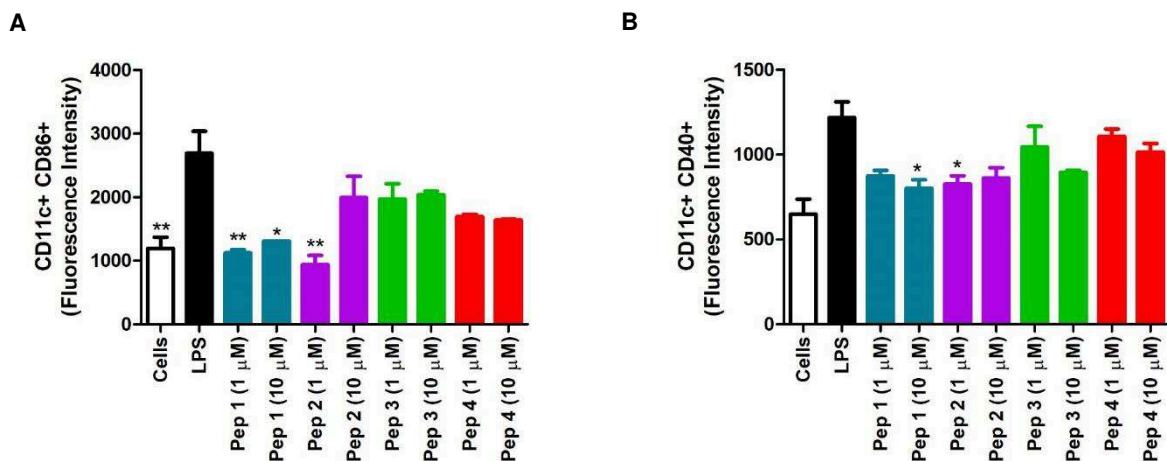 A
CD11c+ CD86+
(Fluorescence Intensity)
4000
3000
2000
1000
0
**
**
*
**
Cells
LPS
Pep 1 (1 μM)
Pep 1 (10 μM)
Pep 2 (1 μM)
Pep 2 (10 μM)
Pep 3 (1 μM)
Pep 3 (10 μM)
Pep 4 (1 μM)
Pep 4 (10 μM)
B
CD11c+ CD40+
(Fluorescence Intensity)
1500
1000
500
0
*
*
Cells
LPS
Pep 1 (1 μM)
Pep 1 (10 μM)
Pep 2 (1 μM)
Pep 2 (10 μM)
Pep 3 (1 μM)
Pep 3 (10 μM)
Pep 4 (1 μM)
Pep 4 (10 μM)